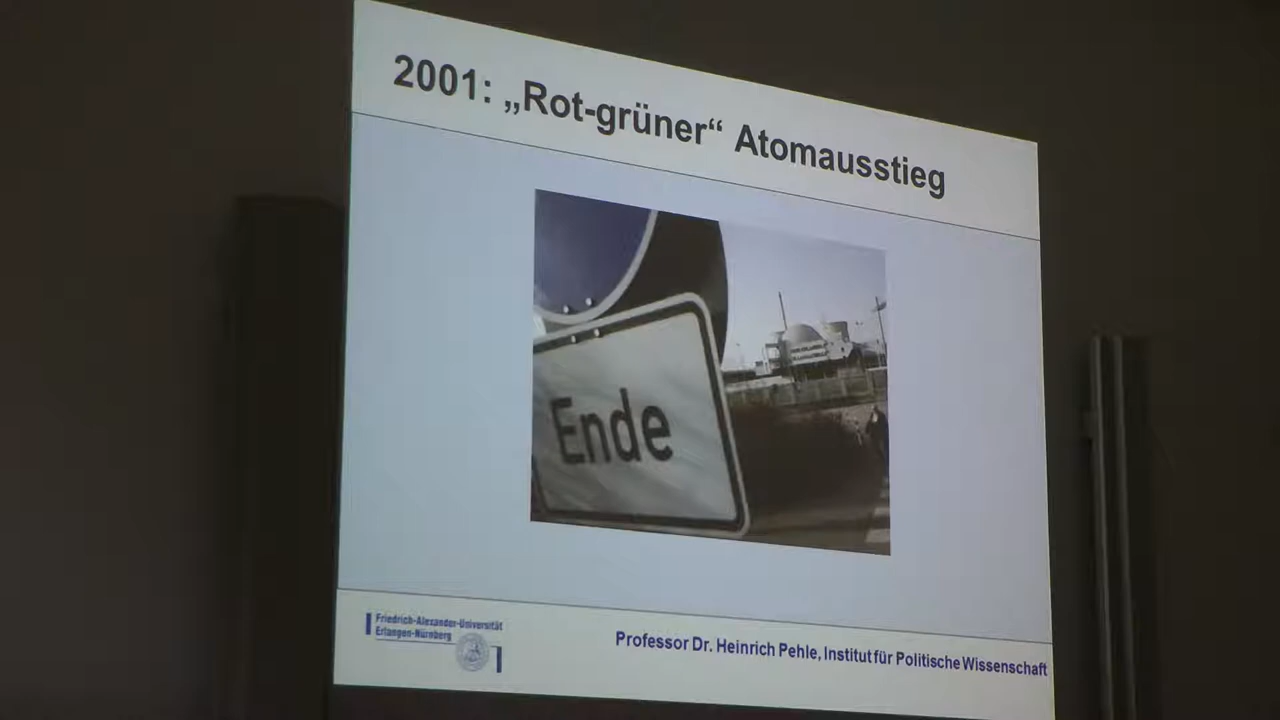 2001: „Rot-grüner“ Atomausstieg
Ende
Friedrich-Alexander-Universität
Erlangen-Nürnberg
Professor Dr. Heinrich Pehle, Institut für Politische Wissenschaft